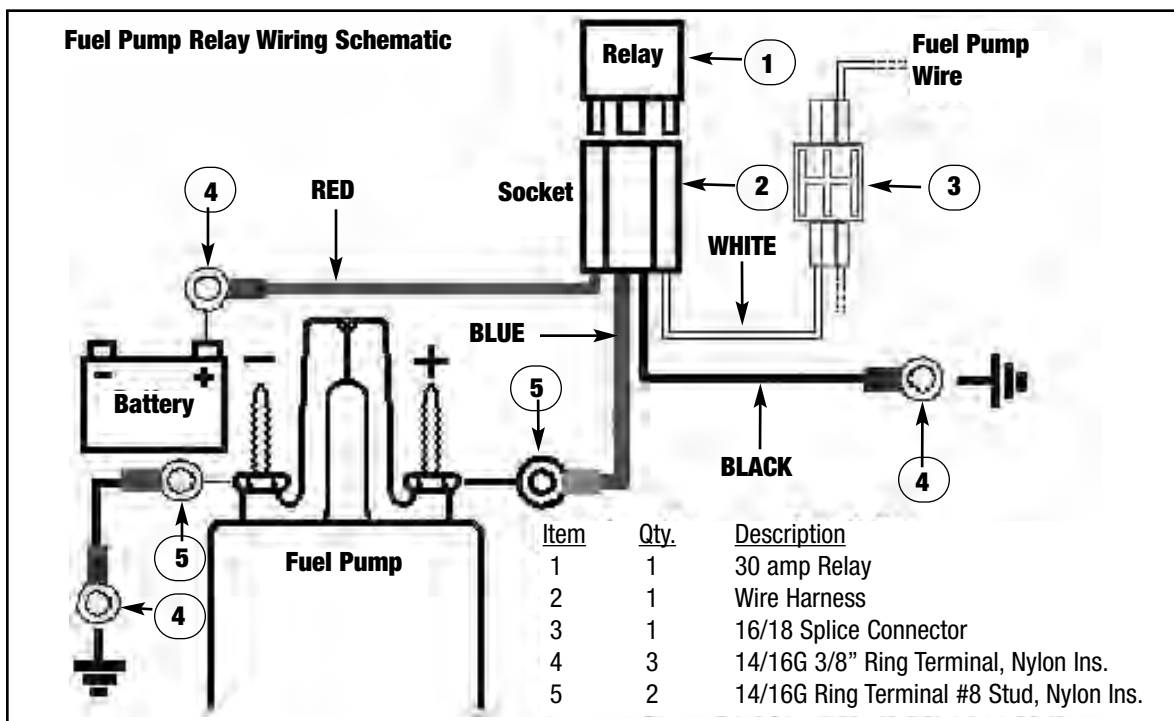 Fuel Pump Relay Wiring Schematic
Relay
1
Fuel Pump
Wire
4
RED
Socket
2
3
WHITE
BLUE
- +
Battery
- +
5
BLACK
4
5
Fuel Pump
4
Item Qty. Description
1 1 30 amp Relay
2 1 Wire Harness
3 1 16/18 Splice Connector
4 3 14/16G 3/8” Ring Terminal, Nylon Ins.
5 2 14/16G Ring Terminal #8 Stud, Nylon Ins.